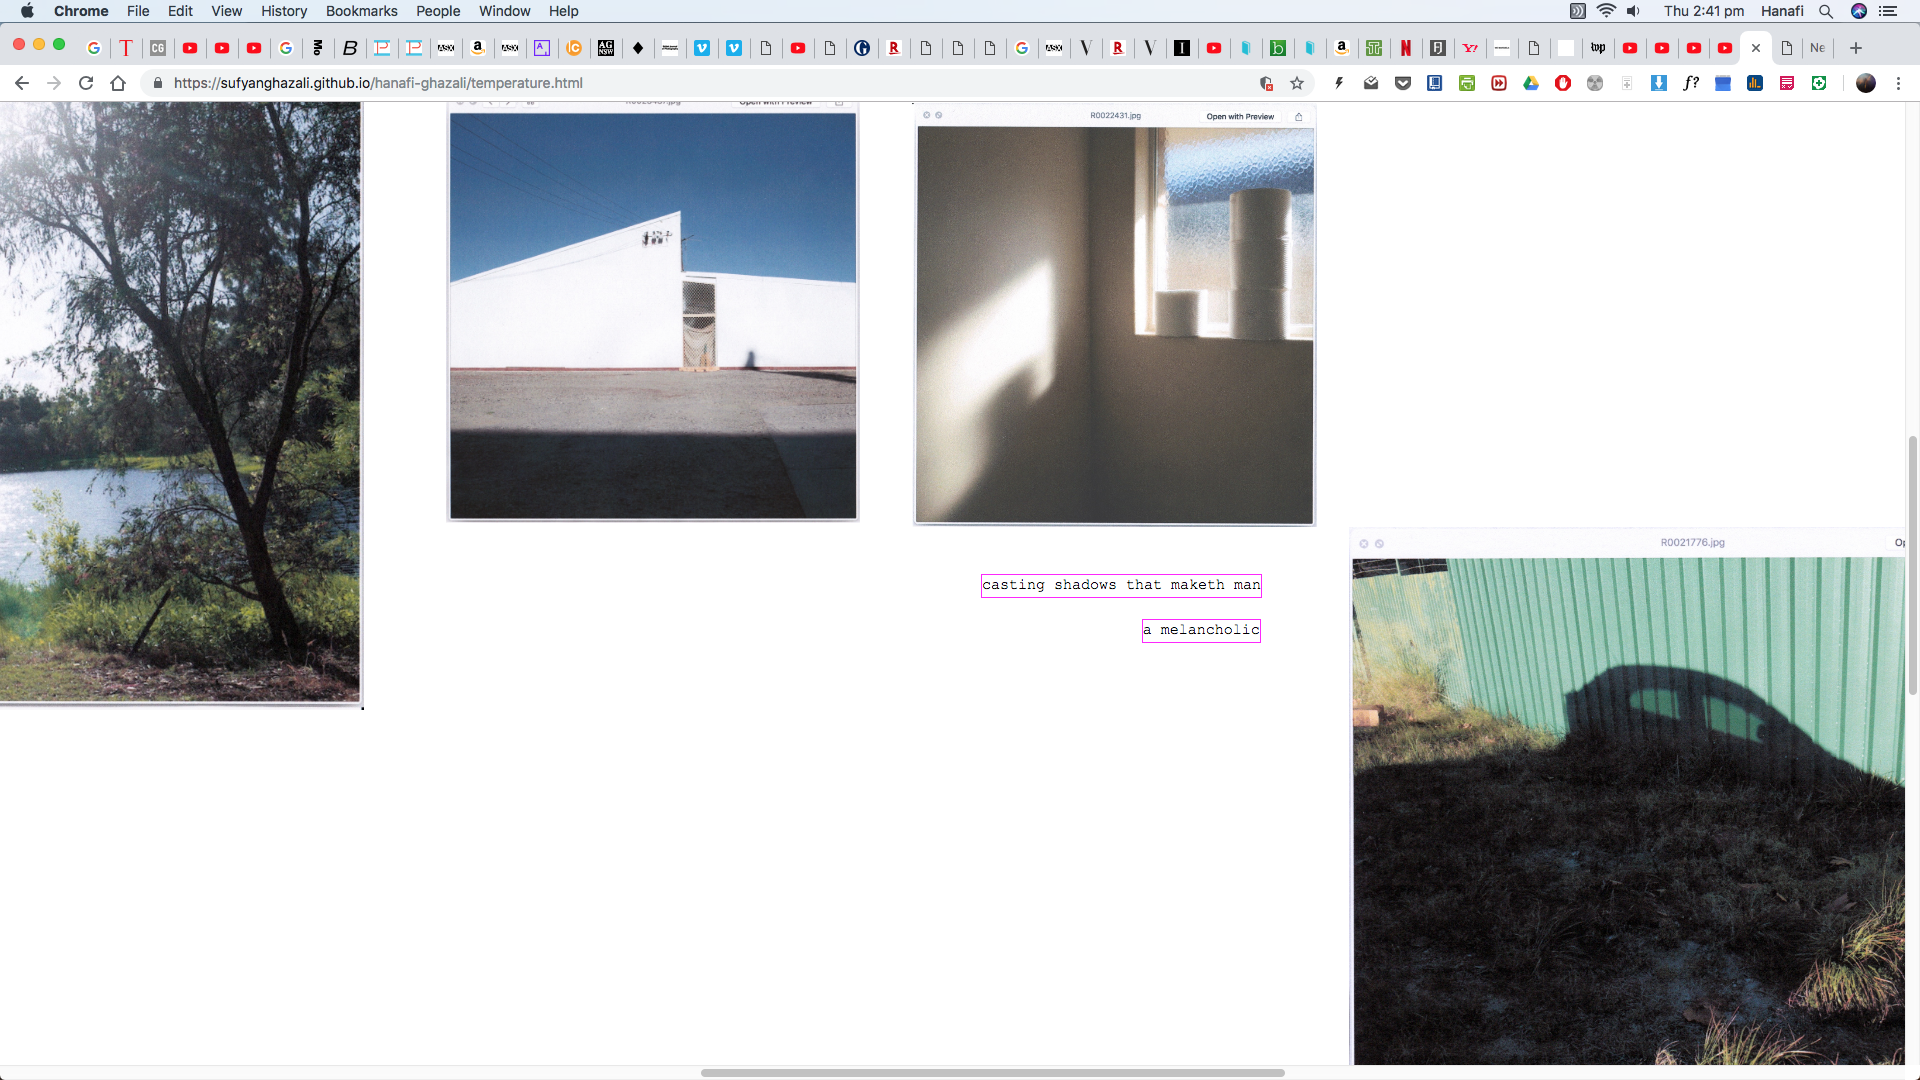 Chrome File Edit View History Bookmarks People Window Help Thu 2:41 pm Hanafi
https://sufyanghazali.github.io/hanafi-ghazali/temperature.html
Open with Preview
R0022431.jpg Open with Preview
R0021776.jpg Op
casting shadows that maketh man
a melancholic